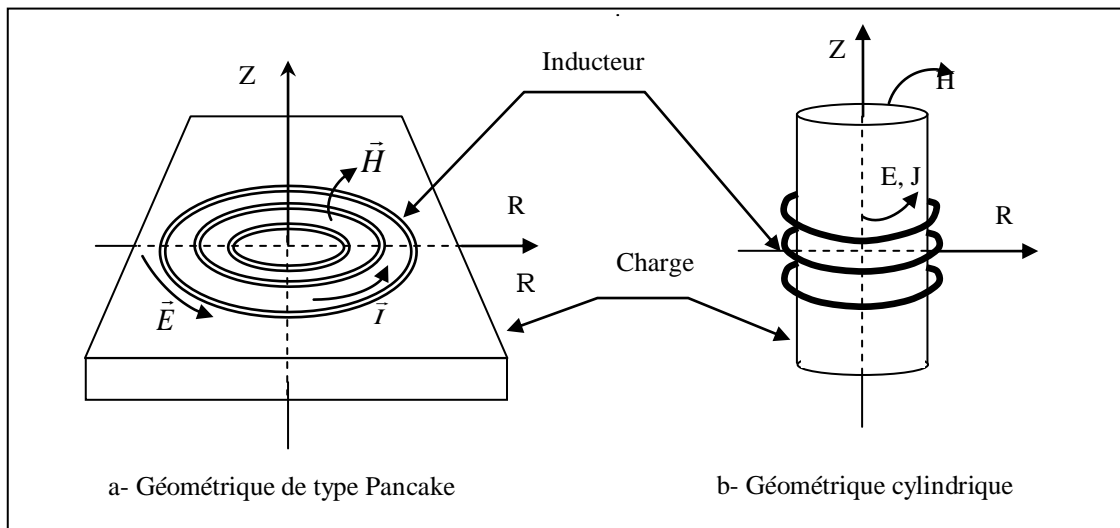 Z
Inducteur
Z
H
H⃗
E, J
R
R
Charge
R
E⃗
I⃗
a- Géométrique de type Pancake
b- Géométrique cylindrique